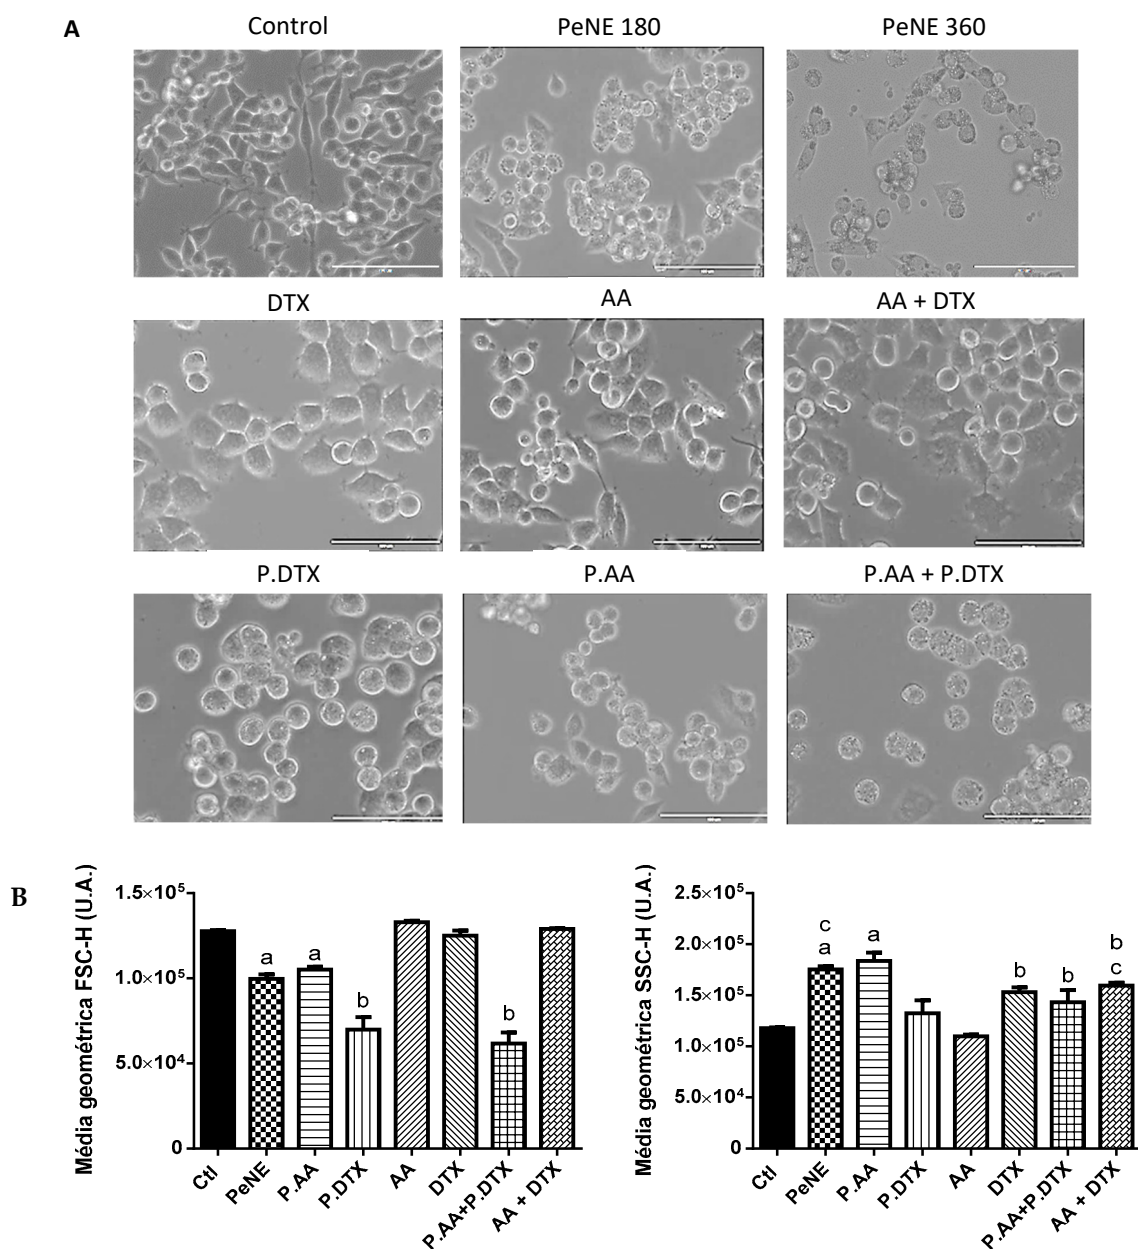 A
Control
PeNE 180
PeNE 360
DTX
AA
AA + DTX
P.DTX
P.AA
P.AA + P.DTX
B
Média geométrica FSC-H (U.A.)
1.5×10⁵
1.0×10⁵
5.0×10⁴
0
a
a
b
b
Ctl
PeNE
P.AA
P.DTX
AA
DTX
P.AA+P.DTX
AA + DTX
Média geométrica SSC-H (U.A.)
2.5×10⁵
2.0×10⁵
1.5×10⁵
1.0×10⁵
5.0×10⁴
0
c
a
a
b
b
b
c
Ctl
PeNE
P.AA
P.DTX
AA
DTX
P.AA+P.DTX
AA + DTX